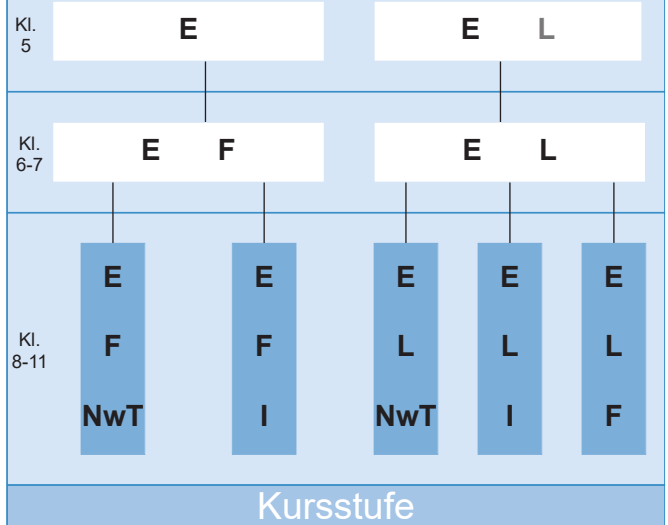 Kl.
5
E
E L
Kl.
6-7
E F
E L
Kl.
8-11
E E E E E
F F L L L
NwT I NwT I F
Kursstufe